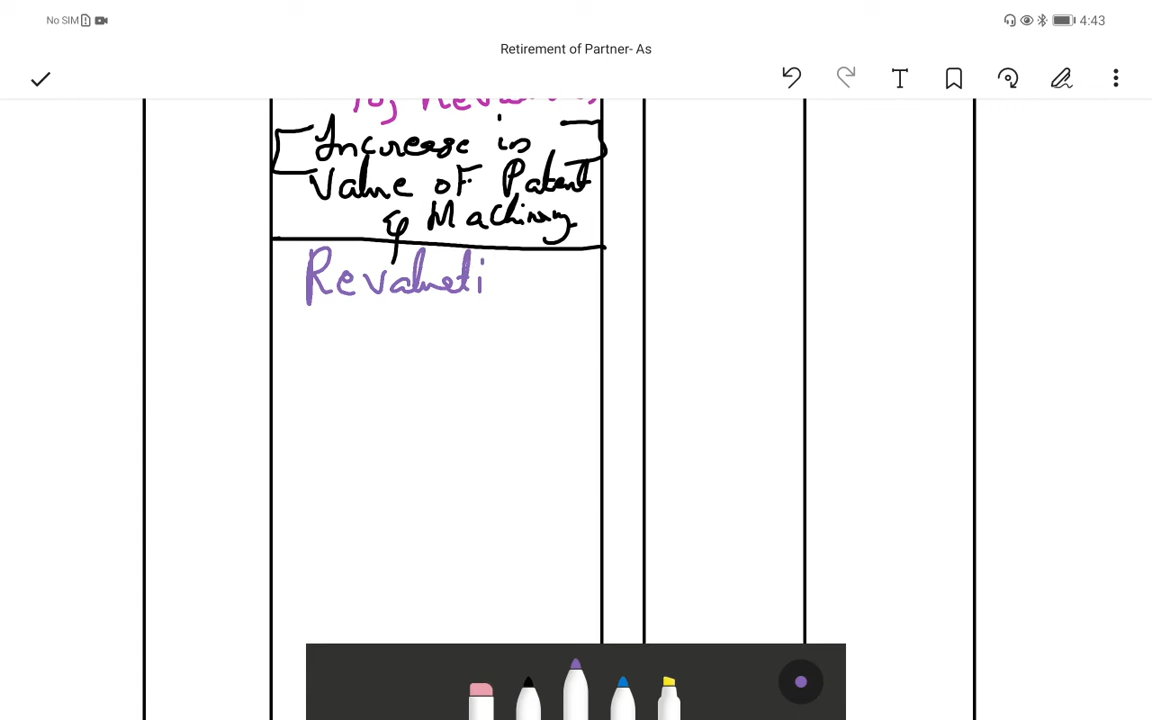 No SIM
4:43
Retirement of Partner- As
[Increase in]
Value of Patent
& Machinery
Revaluati